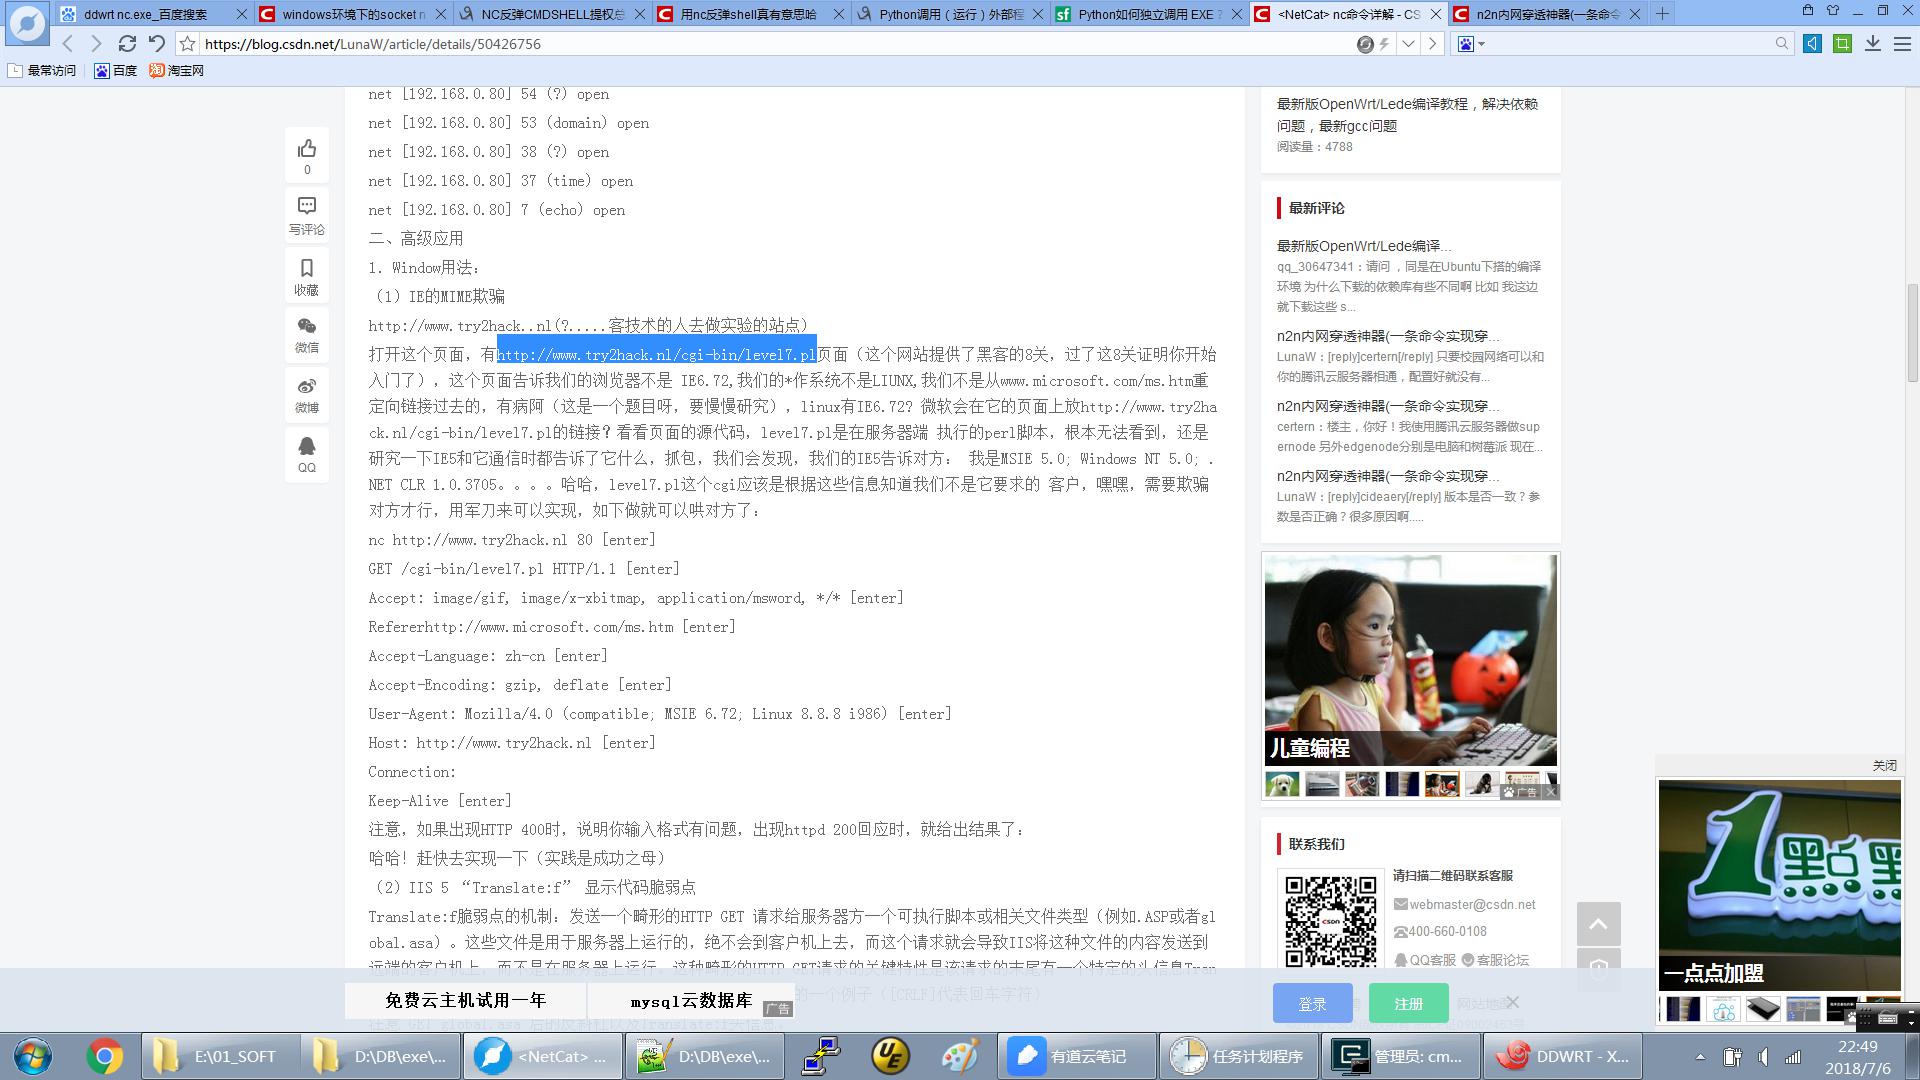 ddwrt nc.exe_百度搜索
windows环境下的socket n
NC反弹CMDSHELL提权总
用nc反弹shell真有意思哈
Python调用（运行）外部程
Python如何独立调用 EXE ?
<NetCat> nc命令详解 - CS
n2n内网穿透神器(一条命令
https://blog.csdn.net/LunaW/article/details/50426756
最常访问 百度 淘宝网
net [192.168.0.80] 54 (?) open
net [192.168.0.80] 53 (domain) open
net [192.168.0.80] 38 (?) open
net [192.168.0.80] 37 (time) open
net [192.168.0.80] 7 (echo) open
二、高级应用
1. Window用法：
（1）IE的MIME欺骗
http://www.try2hack..nl(?.....客技术的人去做实验的站点）
打开这个页面，有http://www.try2hack.nl/cgi-bin/level7.pl页面（这个网站提供了黑客的8关，过了这8关证明你开始
入门了），这个页面告诉我们的浏览器不是 IE6.72,我们的*作系统不是LIUNX,我们不是从www.microsoft.com/ms.htm重
定向链接过去的，有病阿（这是一个题目呀，要慢慢研究），linux有IE6.72？微软会在它的页面上放http://www.try2ha
ck.nl/cgi-bin/level7.pl的链接？看看页面的源代码，level7.pl是在服务器端 执行的perl脚本，根本无法看到，还是
研究一下IE5和它通信时都告诉了它什么，抓包，我们会发现，我们的IE5告诉对方： 我是MSIE 5.0; Windows NT 5.0; .
NET CLR 1.0.3705。。。。哈哈，level7.pl这个cgi应该是根据这些信息知道我们不是它要求的 客户，嘿嘿，需要欺骗
对方才行，用军刀来可以实现，如下做就可以哄对方了：
nc http://www.try2hack.nl 80 [enter]
GET /cgi-bin/level7.pl HTTP/1.1 [enter]
Accept: image/gif, image/x-xbitmap, application/msword, */* [enter]
Refererhttp://www.microsoft.com/ms.htm [enter]
Accept-Language: zh-cn [enter]
Accept-Encoding: gzip, deflate [enter]
User-Agent: Mozilla/4.0 (compatible; MSIE 6.72; Linux 8.8.8 i986) [enter]
Host: http://www.try2hack.nl [enter]
Connection:
Keep-Alive [enter]
注意，如果出现HTTP 400时，说明你输入格式有问题，出现httpd 200回应时，就给出结果了：
哈哈！赶快去实现一下（实践是成功之母）
（2）IIS 5 “Translate:f” 显示代码脆弱点
Translate:f脆弱点的机制：发送一个畸形的HTTP GET 请求给服务器方一个可执行脚本或相关文件类型（例如.ASP或者gl
obal.asa）。这些文件是用于服务器上运行的，绝不会到客户机上去，而这个请求就会导致IIS将这种文件的内容发送到
远端的客户机上，而不是在服务器上运行。这种畸形的HTTP GET请求的关键特性是该请求的末尾有一个特定的头信息Tran
的一个例子（[CRLF]代表回车字符）
注意 GET global.asa 后的反斜杠以及Translate:f头信息。
0
写评论
收藏
微信
微博
QQ
最新版OpenWrt/Lede编译教程，解决依赖
问题，最新gcc问题
阅读量：4788
最新评论
最新版OpenWrt/Lede编译...
qq_30647341：请问 ，同是在Ubuntu下搭的编译
环境 为什么下载的依赖库有些不同啊 比如 我这边
就下载这些 s...
n2n内网穿透神器(一条命令实现穿...
LunaW：[reply]certern[/reply] 只要校园网络可以和
你的腾讯云服务器相通，配置好就没有...
n2n内网穿透神器(一条命令实现穿...
certern：楼主，你好！我使用腾讯云服务器做sup
ernode 另外edgenode分别是电脑和树莓派 现在...
n2n内网穿透神器(一条命令实现穿...
LunaW：[reply]cideaery[/reply] 版本是否一致？参
数是否正确？很多原因啊.....
儿童编程
广告
联系我们
请扫描二维码联系客服
webmaster@csdn.net
400-660-0108
QQ客服 客服论坛
CSDN
关闭
1點點
一点点加盟
免费云主机试用一年
mysql云数据库
广告
登录
注册
网站地图
E:\01_SOFT
D:\DB\exe\...
<NetCat> ...
D:\DB\exe\...
UE
有道云笔记
任务计划程序
管理员: cm...
DDWRT - X...
22:49
2018/7/6